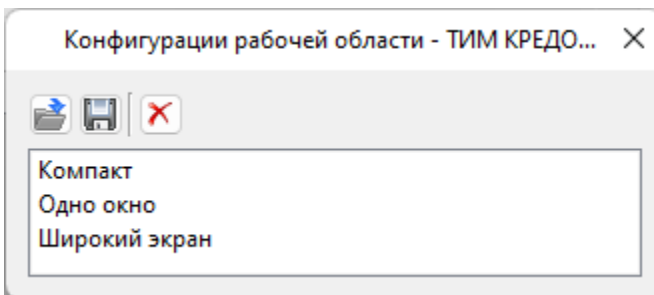 Конфигурации рабочей области - ТИМ КРЕДО...
Компакт
Одно окно
Широкий экран